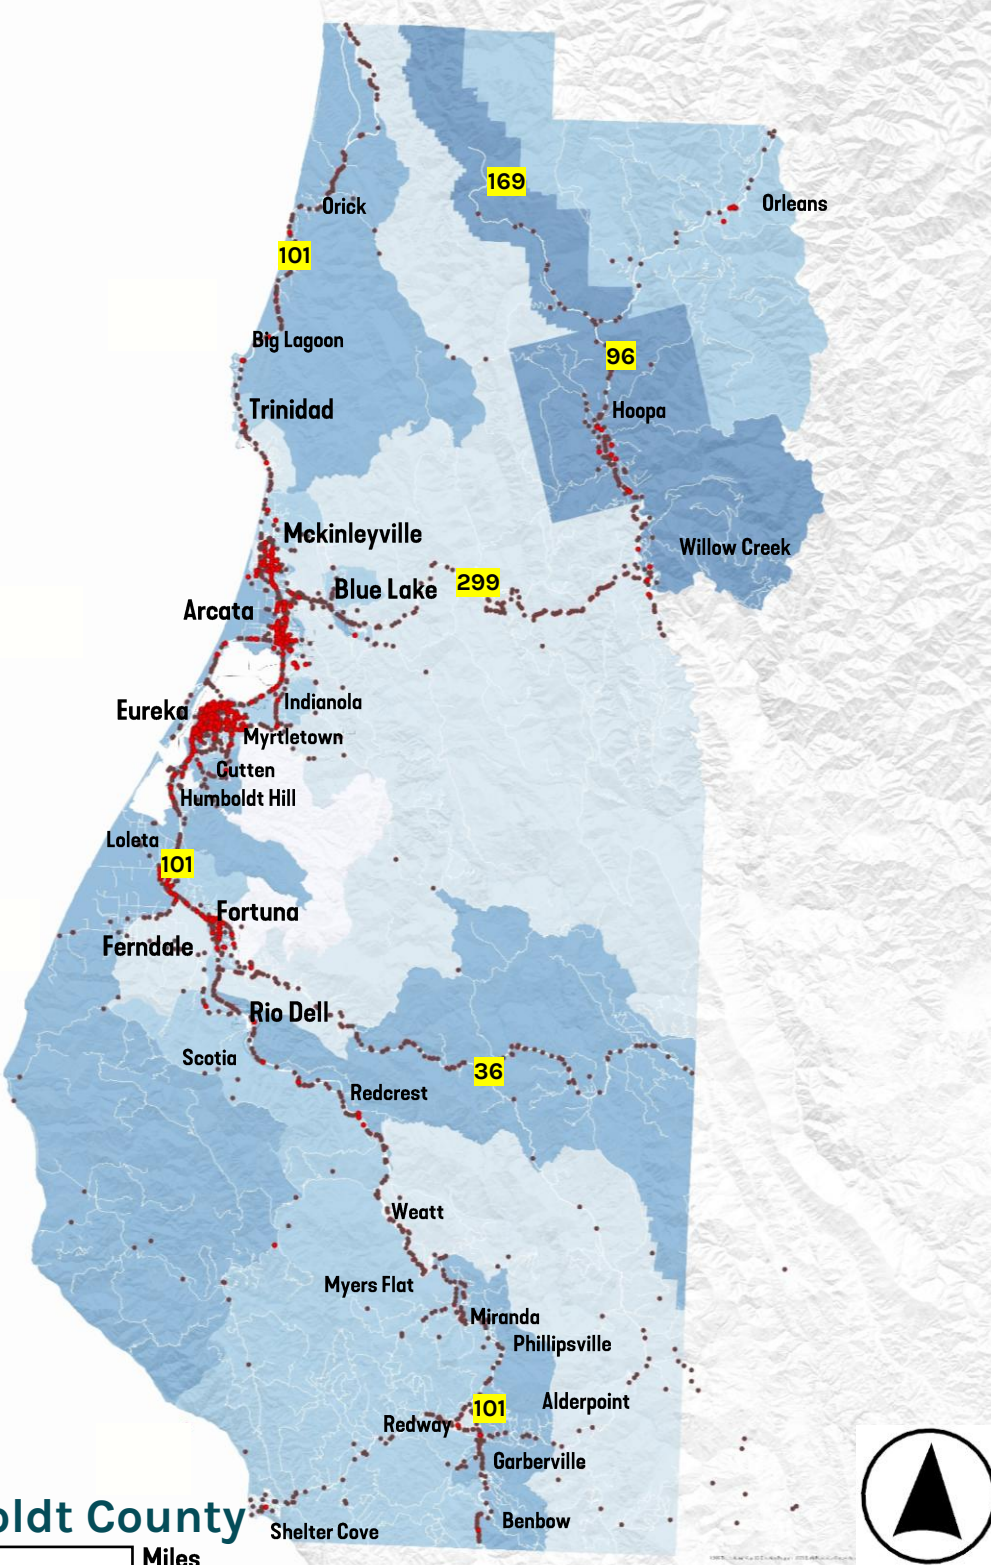 169
Orleans
Orick
101
Big Lagoon
96
Trinidad
Hoopa
Mckinleyville
Willow Creek
299
Blue Lake
Arcata
Indianola
Eureka
Myrtletown
Cutten
Humboldt Hill
Loleta
101
Fortuna
Ferndale
Rio Dell
Scotia
36
Redcrest
Weatt
Myers Flat
Miranda
Phillipsville
Alderpoint
101
Redway
Garberville
oldt County
Benbow
Shelter Cove
Miles